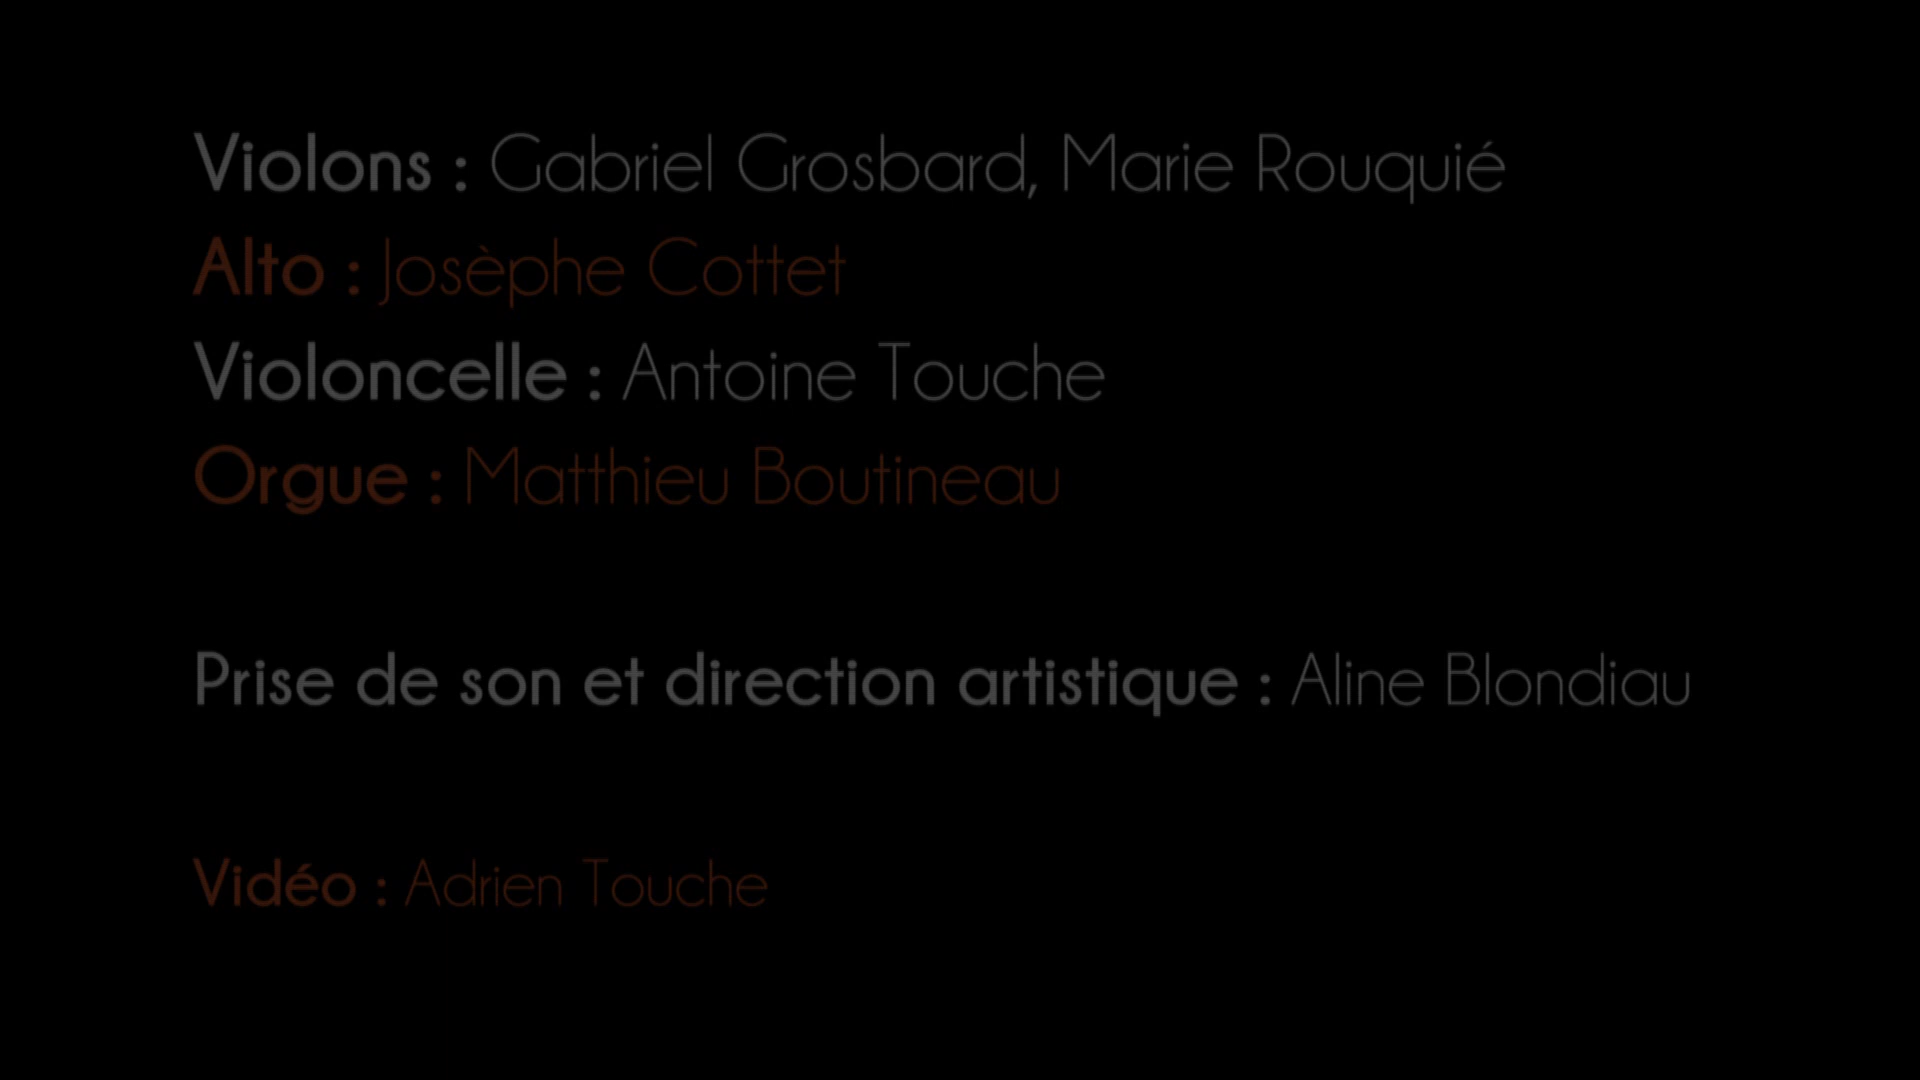 Violons : Gabriel Grosbard, Marie Rouquié
Alto : Josèphe Cottet
Violoncelle : Antoine Touche
Orgue : Matthieu Boutineau
Prise de son et direction artistique : Aline Blondiau
Vidéo : Adrien Touche